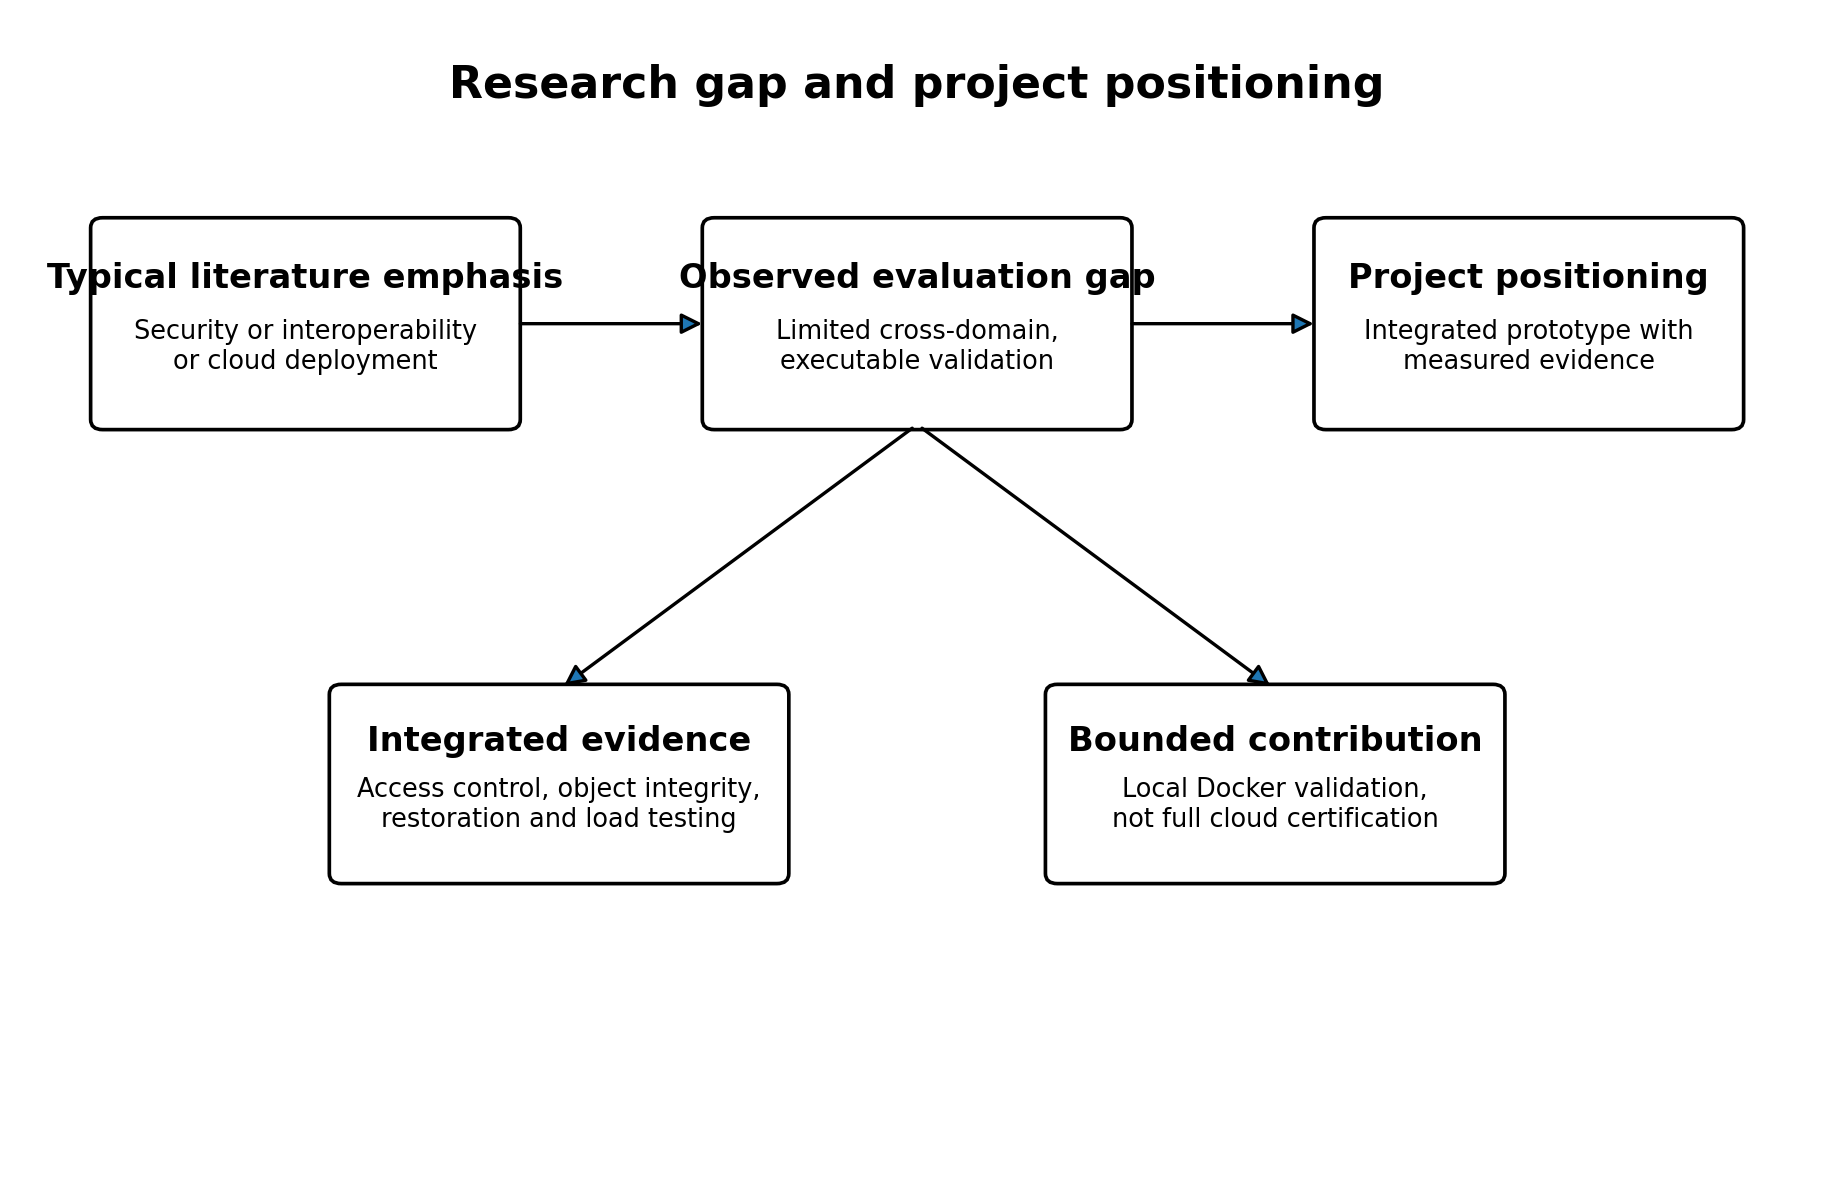 Research gap and project positioning
Typical literature emphasis
Security or interoperability
or cloud deployment
Observed evaluation gap
Limited cross-domain,
executable validation
Project positioning
Integrated prototype with
measured evidence
Integrated evidence
Access control, object integrity,
restoration and load testing
Bounded contribution
Local Docker validation,
not full cloud certification